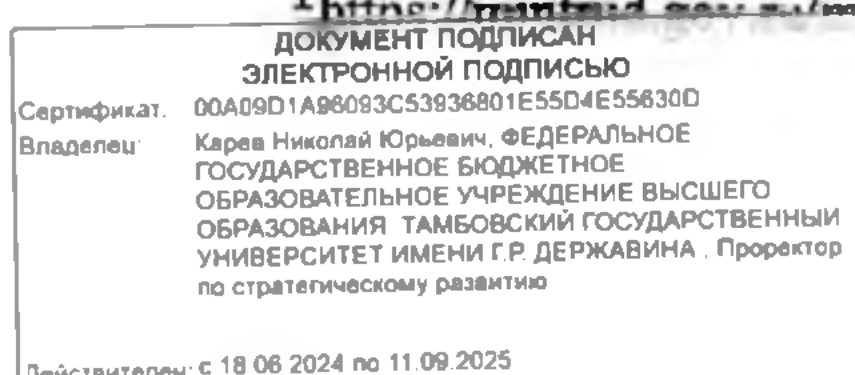 ДОКУМЕНТ ПОДПИСАН
ЭЛЕКТРОННОЙ ПОДПИСЬЮ
Сертификат: 00A09D1A96093C53936801E55D4E55630D
Владелец: Карев Николай Юрьевич, ФЕДЕРАЛЬНОЕ
ГОСУДАРСТВЕННОЕ БЮДЖЕТНОЕ
ОБРАЗОВАТЕЛЬНОЕ УЧРЕЖДЕНИЕ ВЫСШЕГО
ОБРАЗОВАНИЯ ТАМБОВСКИЙ ГОСУДАРСТВЕННЫЙ
УНИВЕРСИТЕТ ИМЕНИ Г.Р. ДЕРЖАВИНА , Проректор
по стратегическому развитию
Действителен: с 18.06.2024 по 11.09.2025